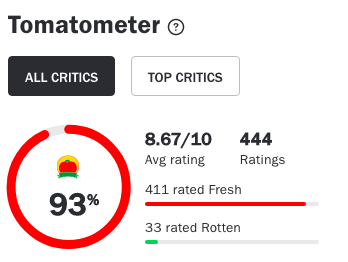 Tomatometer ?
ALL CRITICS
TOP CRITICS
93%
8.67/10
Avg rating
444
Ratings
411 rated Fresh
33 rated Rotten